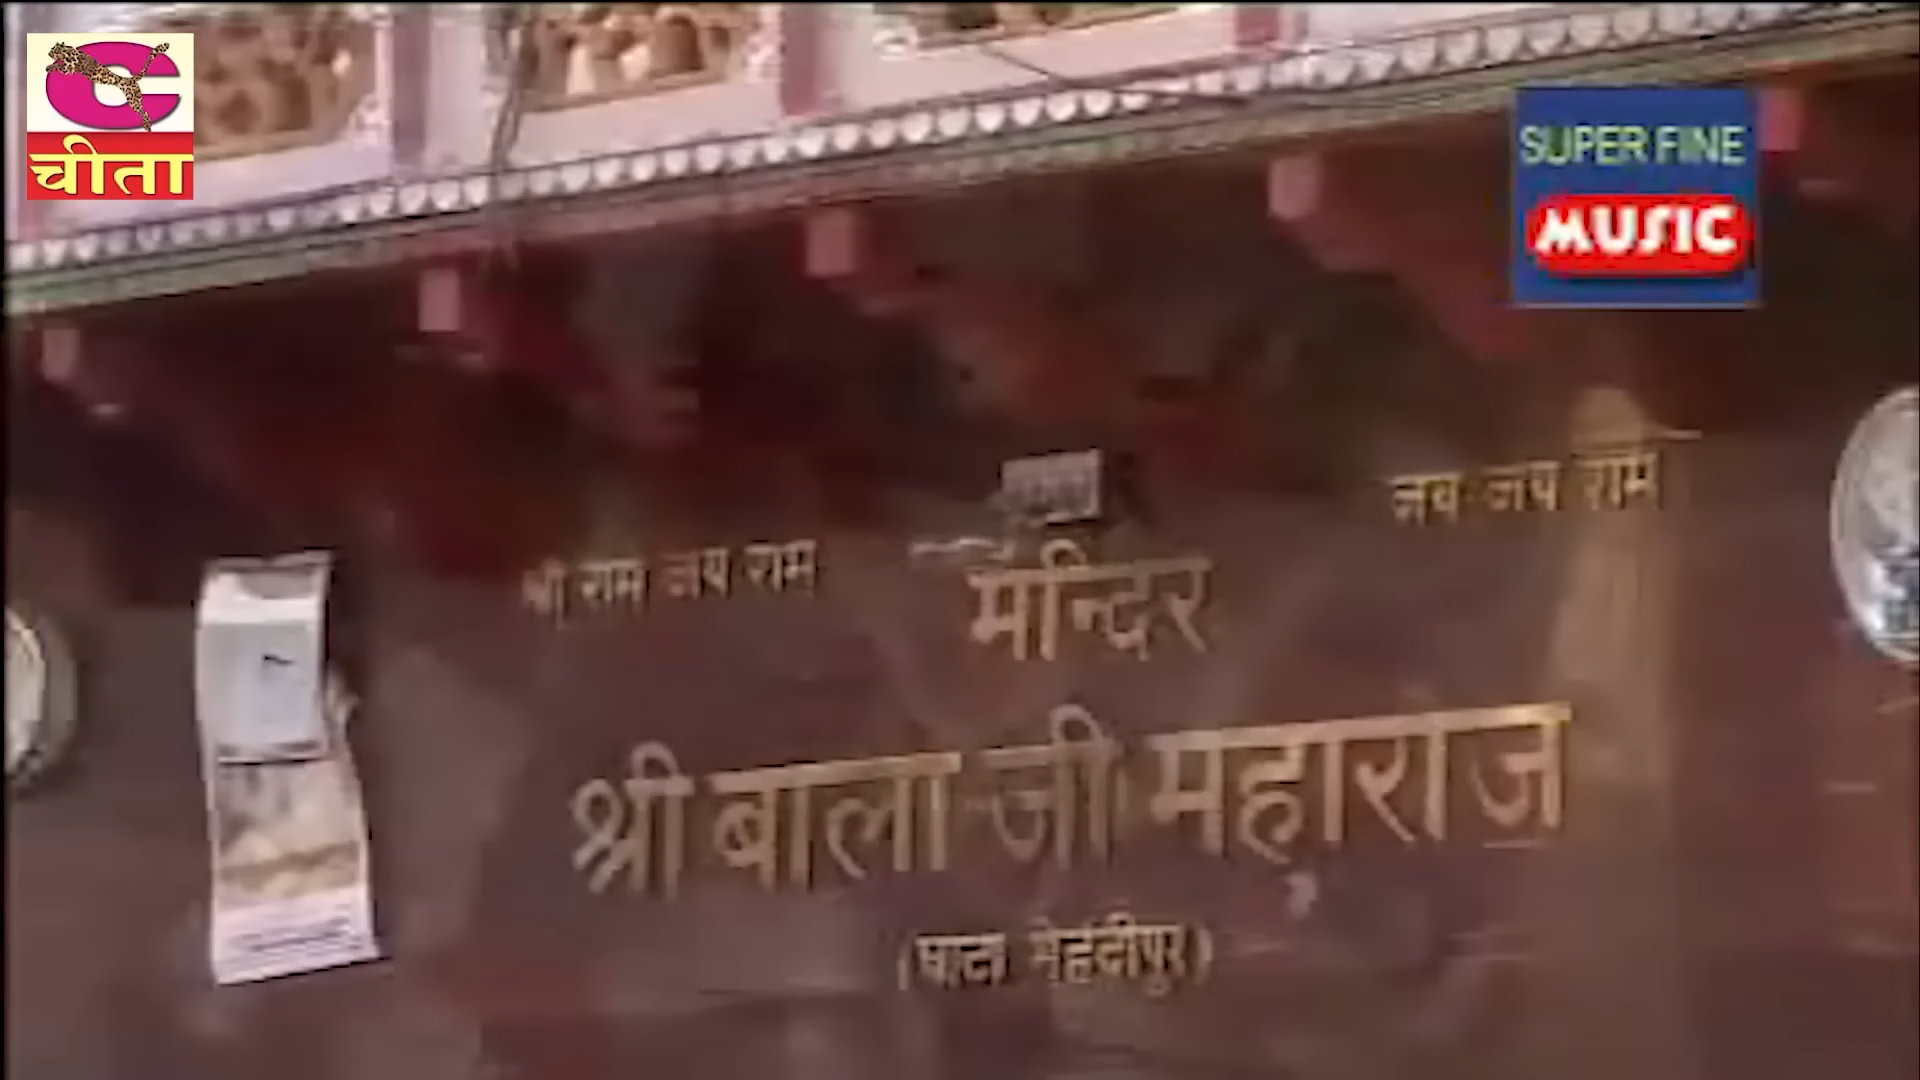 चीता
SUPER FINE
MUSIC
श्री राम जय राम
जय जय राम
मन्दिर
श्री बाला जी महाराज
(घाटा मेहंदीपुर)